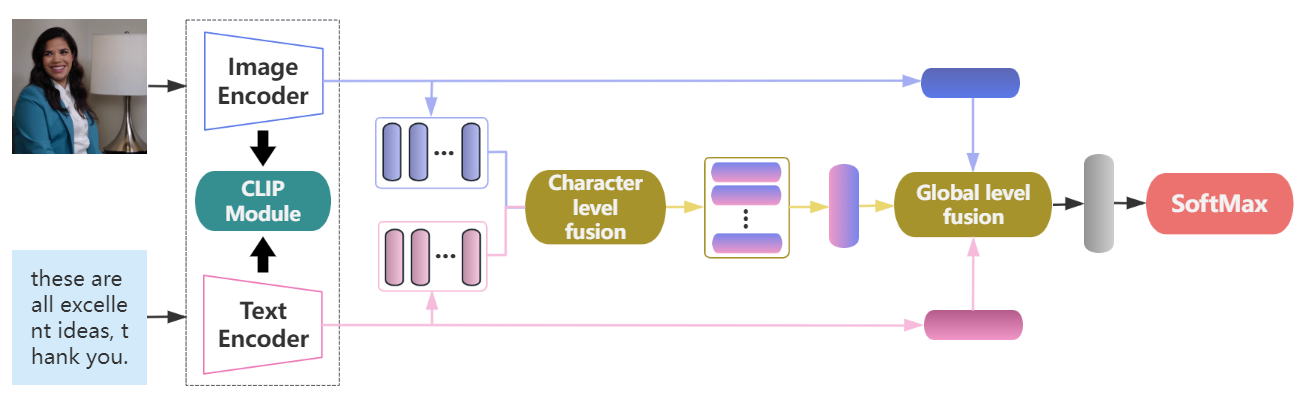 Image
Encoder
CLIP
Module
Text
Encoder
these are
all excelle
nt ideas, t
hank you.
Character
level
fusion
Global level
fusion
SoftMax